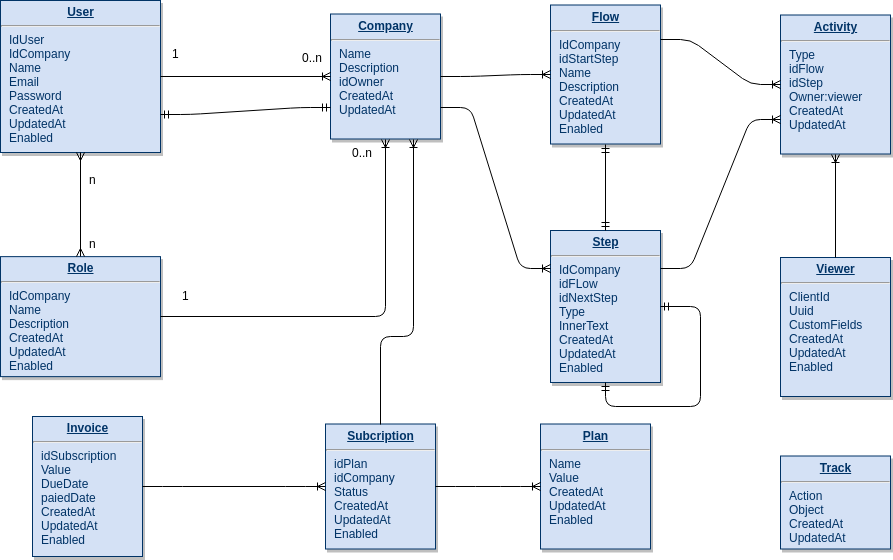 User
IdUser
IdCompany
Name
Email
Password
CreatedAt
UpdatedAt
Enabled
1
0..n
Company
Name
Description
idOwner
CreatedAt
UpdatedAt
0..n
Flow
IdCompany
idStartStep
Name
Description
CreatedAt
UpdatedAt
Enabled
Activity
Type
idFlow
idStep
Owner:viewer
CreatedAt
UpdatedAt
n
n
Role
IdCompany
Name
Description
CreatedAt
UpdatedAt
Enabled
1
Step
IdCompany
idFLow
idNextStep
Type
InnerText
CreatedAt
UpdatedAt
Enabled
Viewer
ClientId
Uuid
CustomFields
CreatedAt
UpdatedAt
Enabled
Invoice
idSubscription
Value
DueDate
paiedDate
CreatedAt
UpdatedAt
Enabled
Subcription
idPlan
idCompany
Status
CreatedAt
UpdatedAt
Enabled
Plan
Name
Value
CreatedAt
UpdatedAt
Enabled
Track
Action
Object
CreatedAt
UpdatedAt